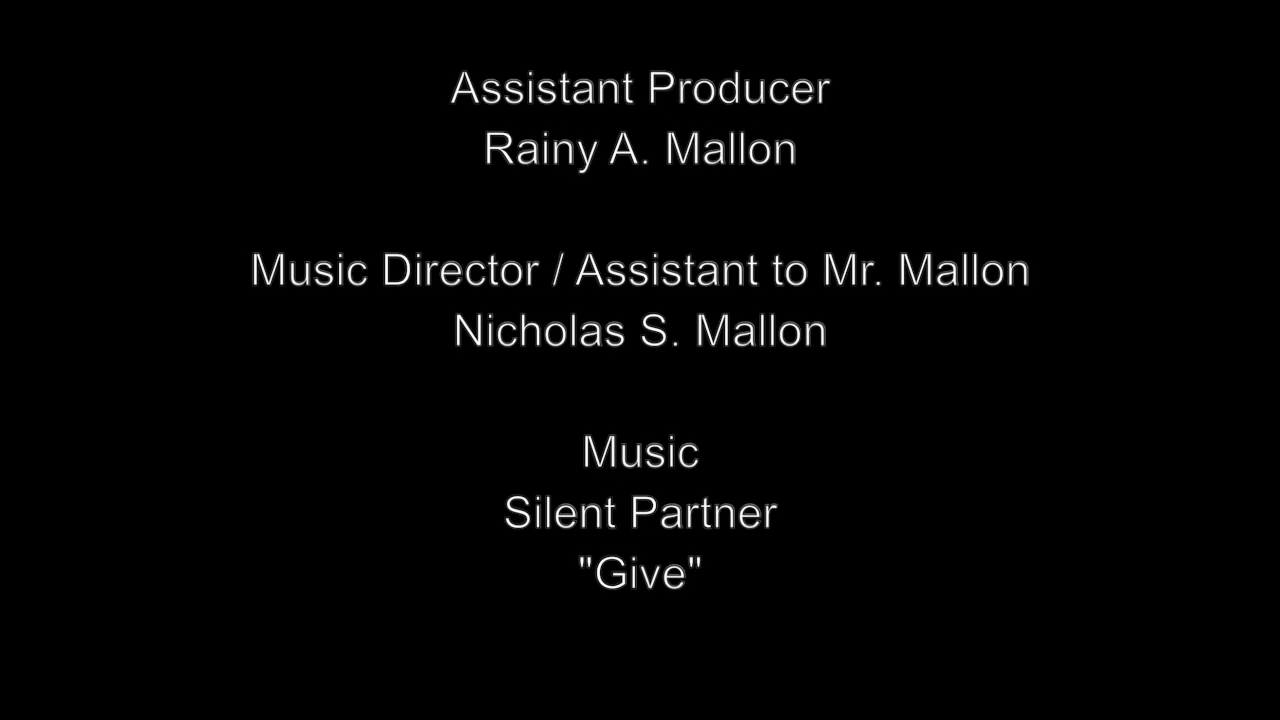 Assistant Producer
Rainy A. Mallon
Music Director / Assistant to Mr. Mallon
Nicholas S. Mallon
Music
Silent Partner
"Give"